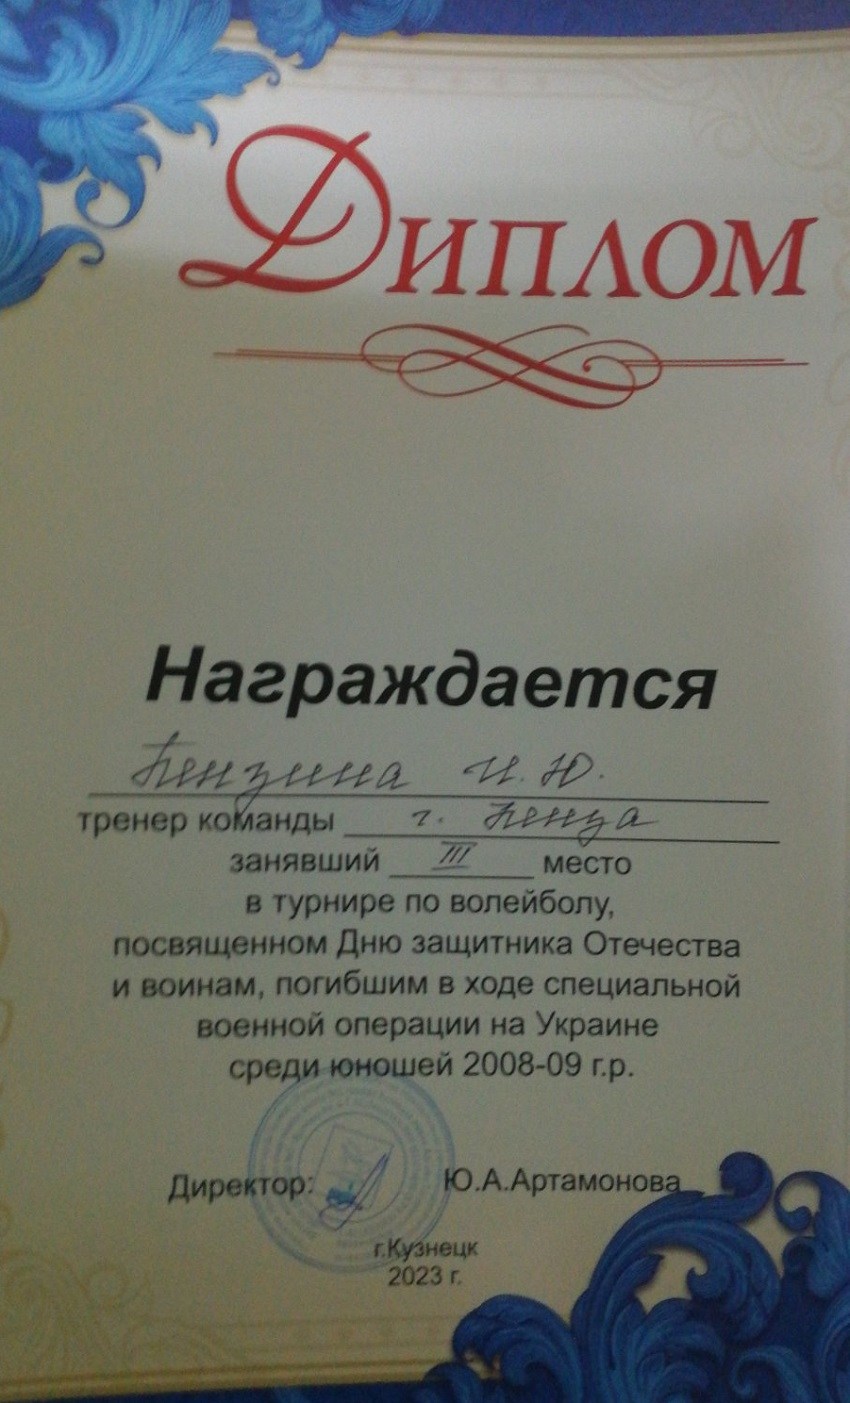 Диплом
Награждается
Пензина И.Ю.
тренер команды г. Пенза
занявший III место
в турнире по волейболу,
посвященном Дню защитника Отечества
и воинам, погибшим в ходе специальной
военной операции на Украине
среди юношей 2008-09 г.р.
Директор: Ю.А.Артамонова
г.Кузнецк
2023 г.